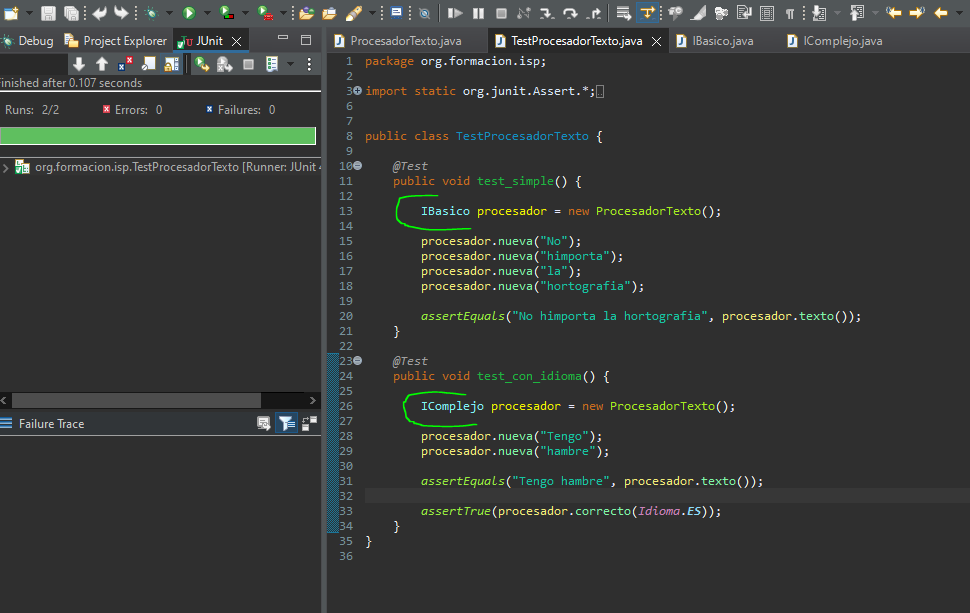 Debug Project Explorer JUnit
inished after 0.107 seconds
Runs: 2/2 Errors: 0 Failures: 0
org.formacion.isp.TestProcesadorTexto [Runner: JUnit 4
Failure Trace
ProcesadorTexto.java TestProcesadorTexto.java IBasico.java IComplejo.java
1 package org.formacion.isp;
2
3 import static org.junit.Assert.*;
6
7
8 public class TestProcesadorTexto {
9
10 @Test
11 public void test_simple() {
12
13 IBasico procesador = new ProcesadorTexto();
14
15 procesador.nueva("No");
16 procesador.nueva("himporta");
17 procesador.nueva("la");
18 procesador.nueva("hortografia");
19
20 assertEquals("No himporta la hortografia", procesador.texto());
21 }
22
23 @Test
24 public void test_con_idioma() {
25
26 IComplejo procesador = new ProcesadorTexto();
27
28 procesador.nueva("Tengo");
29 procesador.nueva("hambre");
30
31 assertEquals("Tengo hambre", procesador.texto());
32
33 assertTrue(procesador.correcto(Idioma.ES));
34 }
35 }
36